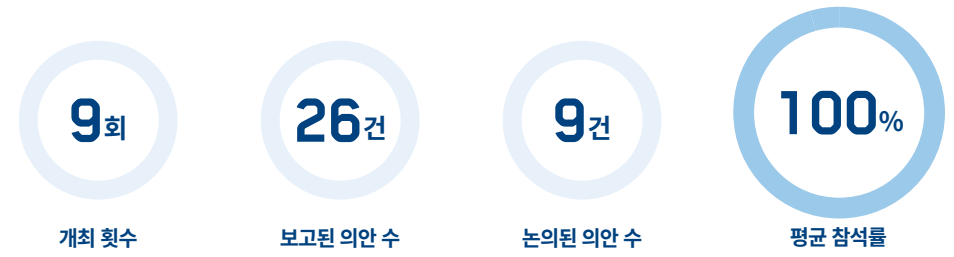 9회
26건
9건
100%
개최 횟수
보고된 의안 수
논의된 의안 수
평균 참석률